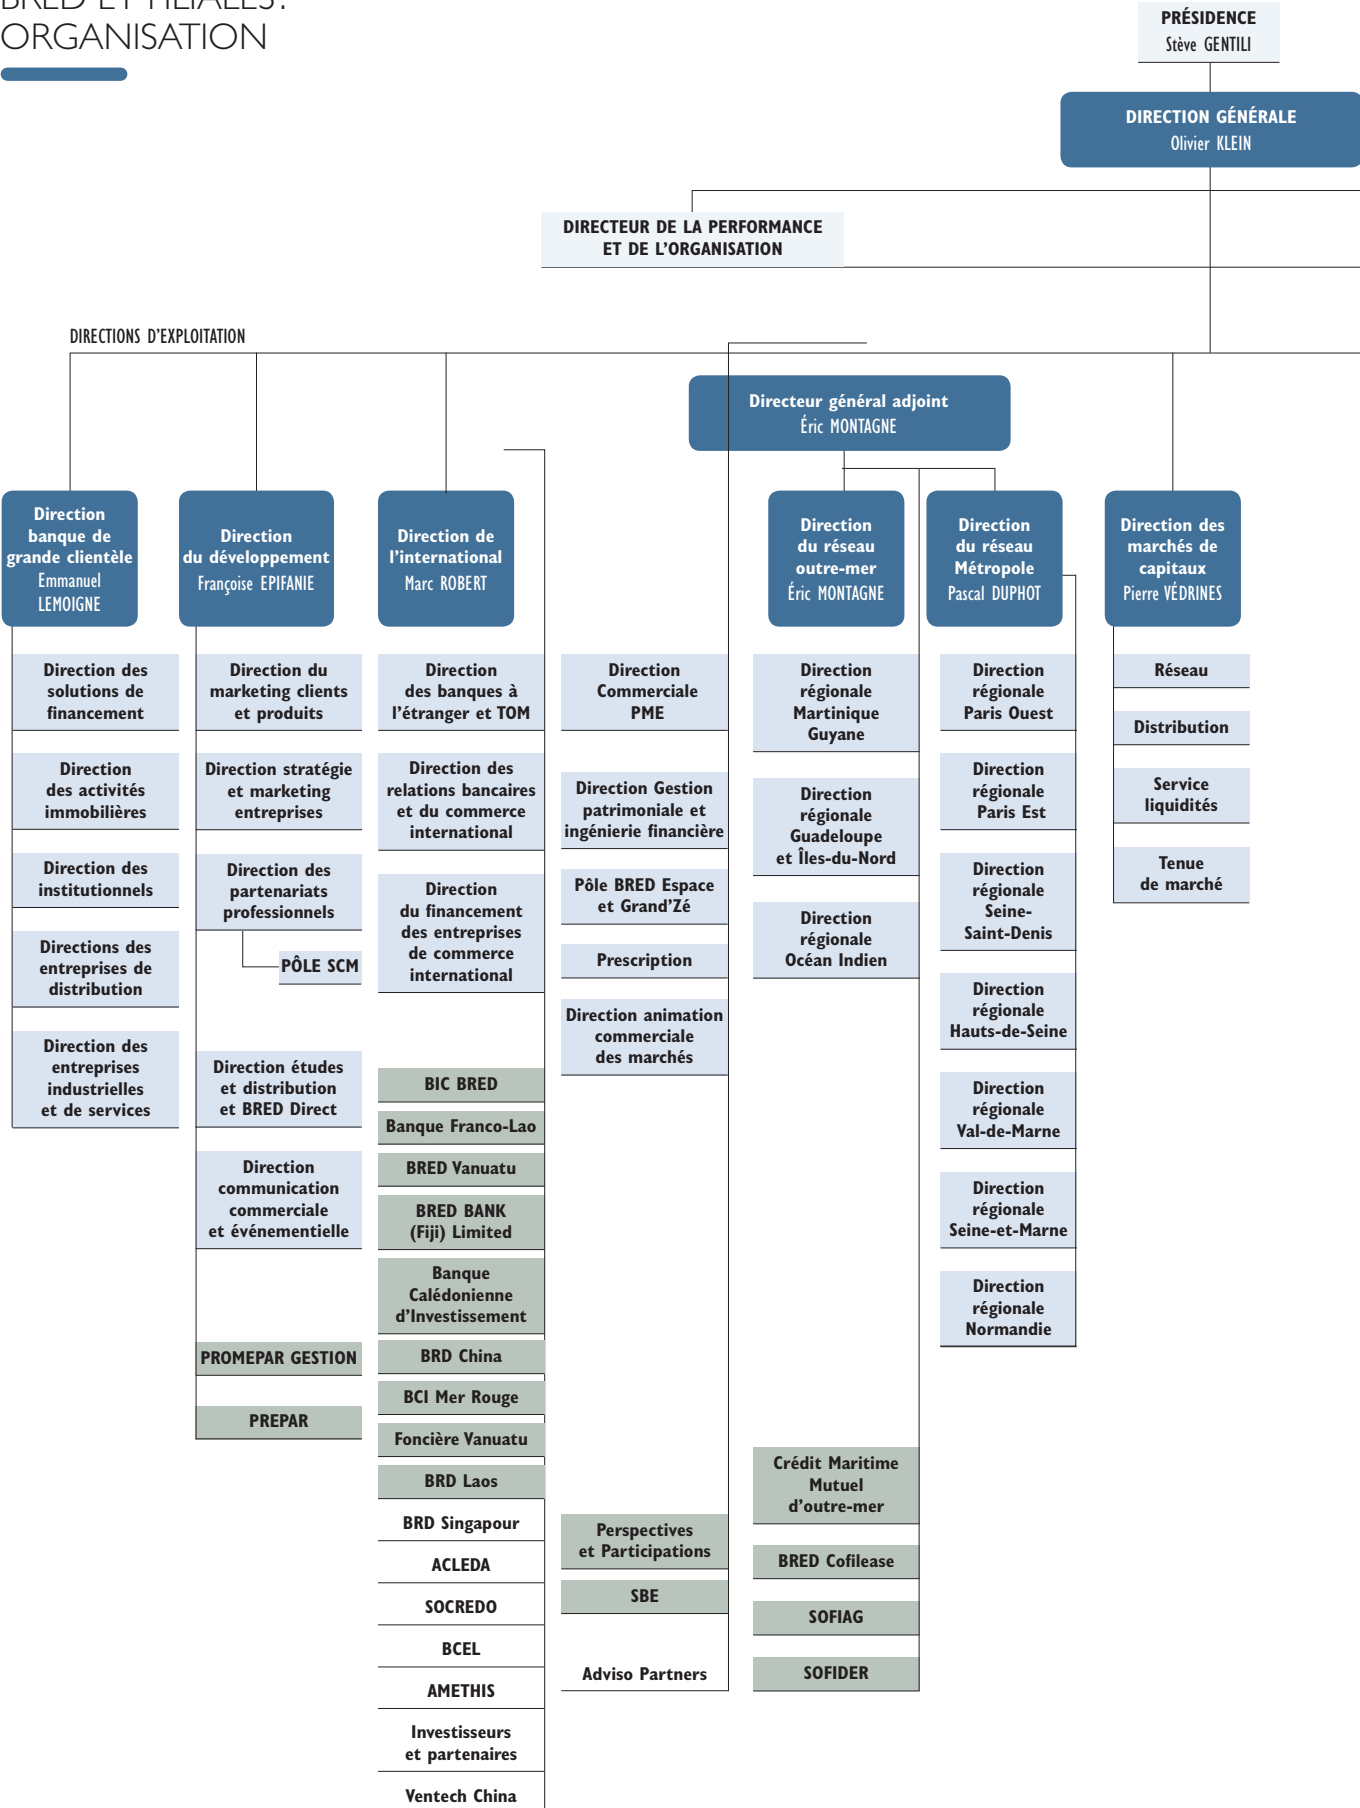 BRED ET FILIALES :
ORGANISATION
PRÉSIDENCE
Stève GENTILI
DIRECTION GÉNÉRALE
Olivier KLEIN
DIRECTEUR DE LA PERFORMANCE
ET DE L'ORGANISATION
DIRECTIONS D'EXPLOITATION
Directeur général adjoint
Éric MONTAGNE
Direction
banque de
grande clientèle
Emmanuel
LEMOIGNE
Direction
du développement
Françoise EPIFANIE
Direction de
l'international
Marc ROBERT
Direction
du réseau
outre-mer
Éric MONTAGNE
Direction
du réseau
Métropole
Pascal DUPHOT
Direction des
marchés de
capitaux
Pierre VÉDRINES
Direction des
solutions de
financement
Direction
des activités
immobilières
Direction des
institutionnels
Directions des
entreprises de
distribution
Direction des
entreprises
industrielles
et de services
Direction du
marketing clients
et produits
Direction stratégie
et marketing
entreprises
Direction des
partenariats
professionnels
PÔLE SCM
Direction études
et distribution
et BRED Direct
Direction
communication
commerciale
et événementielle
PROMEPAR GESTION
PREPAR
Direction
des banques à
l'étranger et TOM
Direction des
relations bancaires
et du commerce
international
Direction
du financement
des entreprises
de commerce
international
BIC BRED
Banque Franco-Lao
BRED Vanuatu
BRED BANK
(Fiji) Limited
Banque
Calédonienne
d'Investissement
BRD China
BCI Mer Rouge
Foncière Vanuatu
BRD Laos
BRD Singapour
ACLEDA
SOCREDO
BCEL
AMETHIS
Investisseurs
et partenaires
Ventech China
Direction
Commerciale
PME
Direction Gestion
patrimoniale et
ingénierie financière
Pôle BRED Espace
et Grand'Zé
Prescription
Direction animation
commerciale
des marchés
Perspectives
et Participations
SBE
Adviso Partners
Direction
régionale
Martinique
Guyane
Direction
régionale
Guadeloupe
et Îles-du-Nord
Direction
régionale
Océan Indien
Crédit Maritime
Mutuel
d'outre-mer
BRED Cofilease
SOFIAG
SOFIDER
Direction
régionale
Paris Ouest
Direction
régionale
Paris Est
Direction
régionale
Seine-
Saint-Denis
Direction
régionale
Hauts-de-Seine
Direction
régionale
Val-de-Marne
Direction
régionale
Seine-et-Marne
Direction
régionale
Normandie
Réseau
Distribution
Service
liquidités
Tenue
de marché